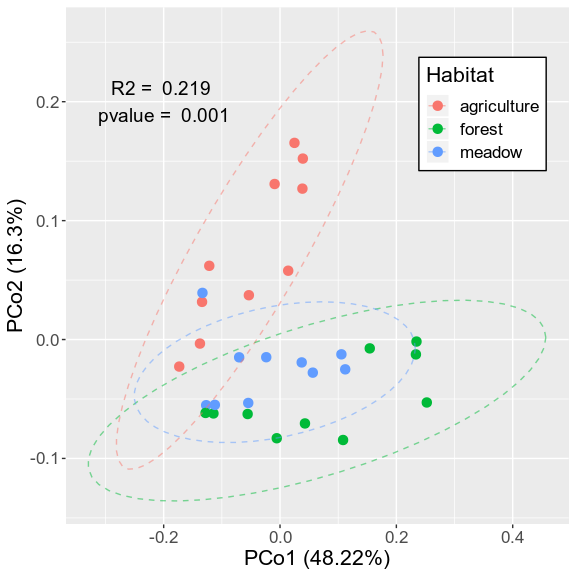 R2 = 0.219
pvalue = 0.001
Habitat
agriculture
forest
meadow
PCo2 (16.3%)
0.2
0.1
0.0
-0.1
-0.2 0.0 0.2 0.4
PCo1 (48.22%)